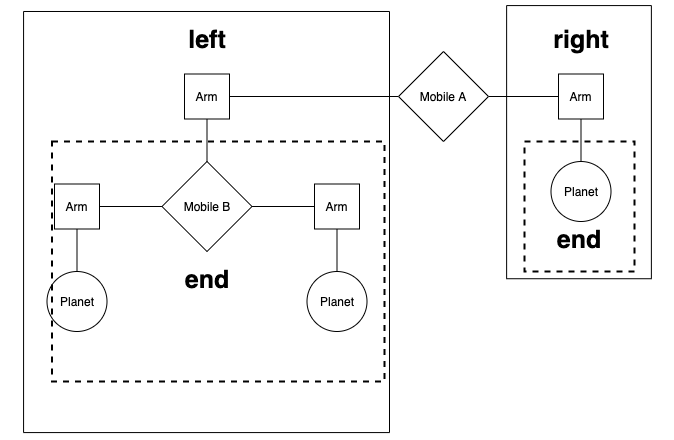 left
right
Arm
Mobile A
Arm
Arm
Mobile B
Arm
Planet
end
end
Planet
Planet